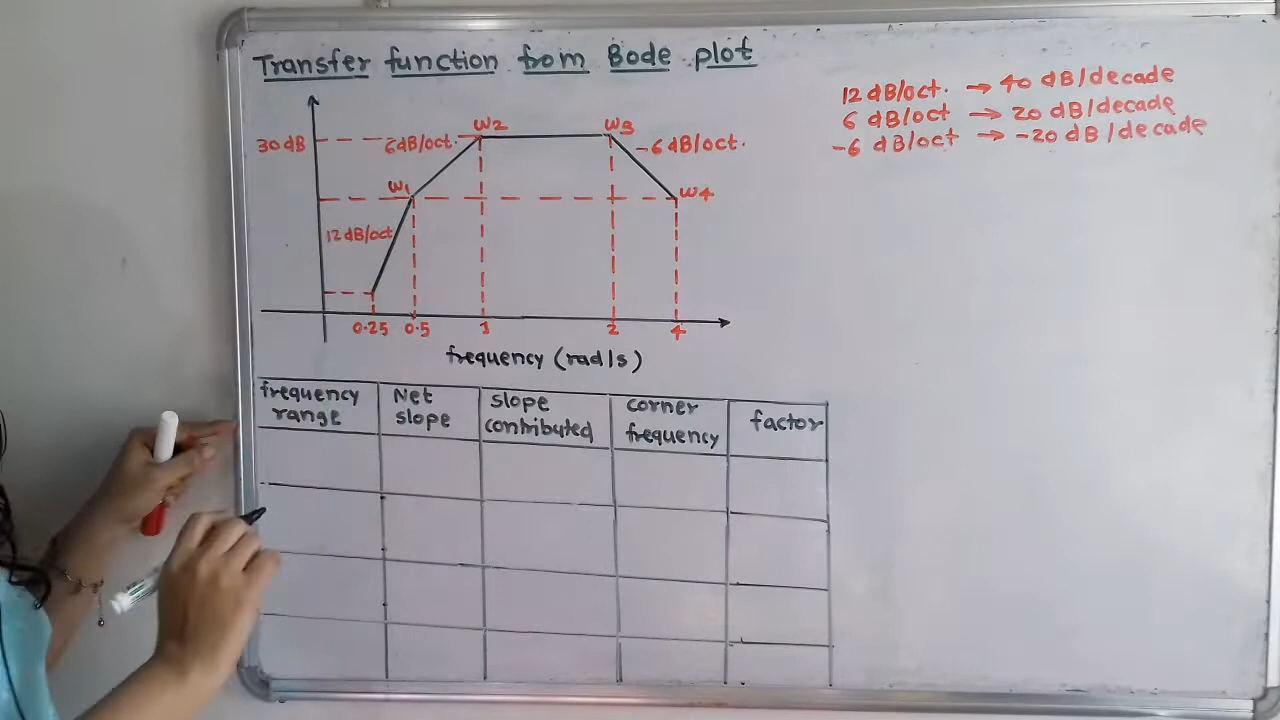 Transfer function from Bode plot
12 dB/oct. → 40 dB/decade
6 dB/oct → 20 dB/decade
-6 dB/oct → -20 dB/decade
30 dB
6 dB/oct.
ω2
ω3
-6 dB/oct.
ω1
ω4
12 dB/oct
0.25 0.5 1 2 4
frequency (rad/s)
frequency range
Net slope
slope contributed
corner frequency
factor